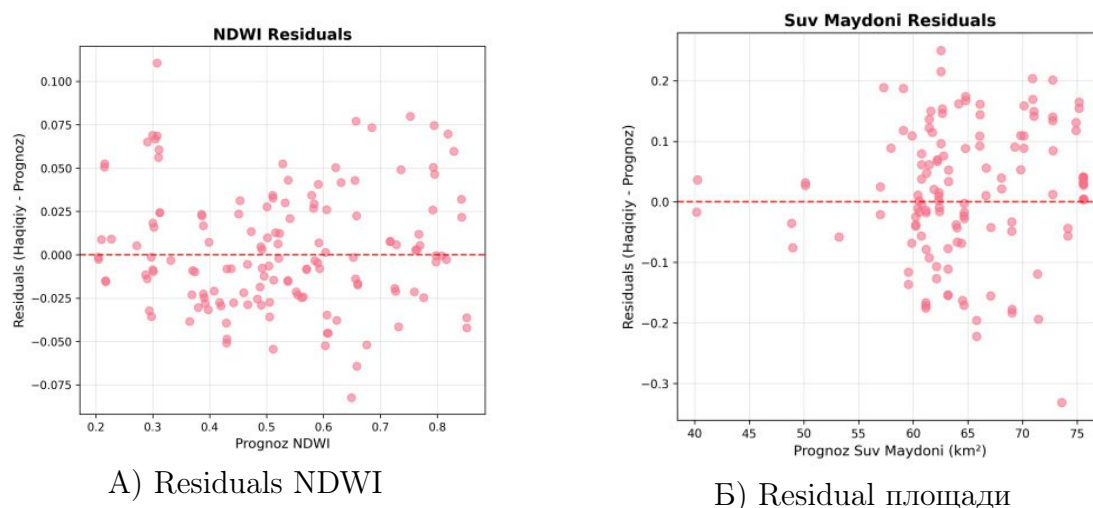 NDWI Residuals
Residuals (Haqiqiy - Prognoz)
0.100
0.075
0.050
0.025
0.000
−0.025
−0.050
−0.075
0.2 0.3 0.4 0.5 0.6 0.7 0.8
Prognoz NDWI
А) Residuals NDWI
Suv Maydoni Residuals
Residuals (Haqiqiy - Prognoz)
0.2
0.1
0.0
−0.1
−0.2
−0.3
40 45 50 55 60 65 70 75
Prognoz Suv Maydoni (km²)
Б) Residual площади